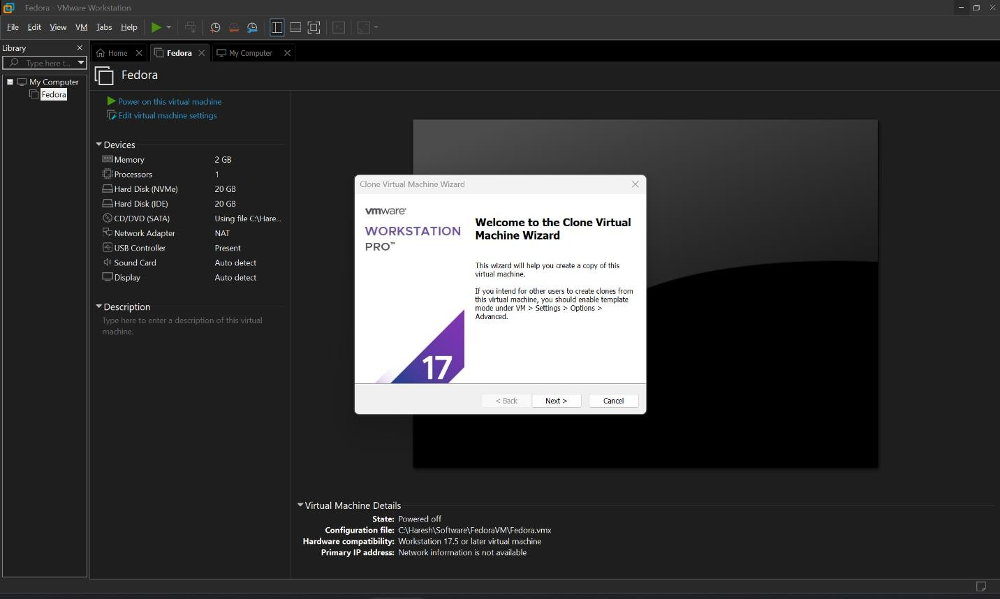 Fedora - VMware Workstation
File Edit View VM Tabs Help
Library
Type here t...
My Computer
Fedora
Home
Fedora
My Computer
Fedora
Power on this virtual machine
Edit virtual machine settings
Devices
Memory 2 GB
Processors 1
Hard Disk (NVMe) 20 GB
Hard Disk (IDE) 20 GB
CD/DVD (SATA) Using file C:\Hare...
Network Adapter NAT
USB Controller Present
Sound Card Auto detect
Display Auto detect
Description
Type here to enter a description of this virtual
machine.
Clone Virtual Machine Wizard
vmware
WORKSTATION
PRO™
17
Welcome to the Clone Virtual
Machine Wizard
This wizard will help you create a copy of this
virtual machine.
If you intend for other users to create clones from
this virtual machine, you should enable template
mode under VM > Settings > Options >
Advanced.
< Back Next > Cancel
Virtual Machine Details
State: Powered off
Configuration file: C:\Haresh\Software\FedoraVM\Fedora.vmx
Hardware compatibility: Workstation 17.5 or later virtual machine
Primary IP address: Network information is not available